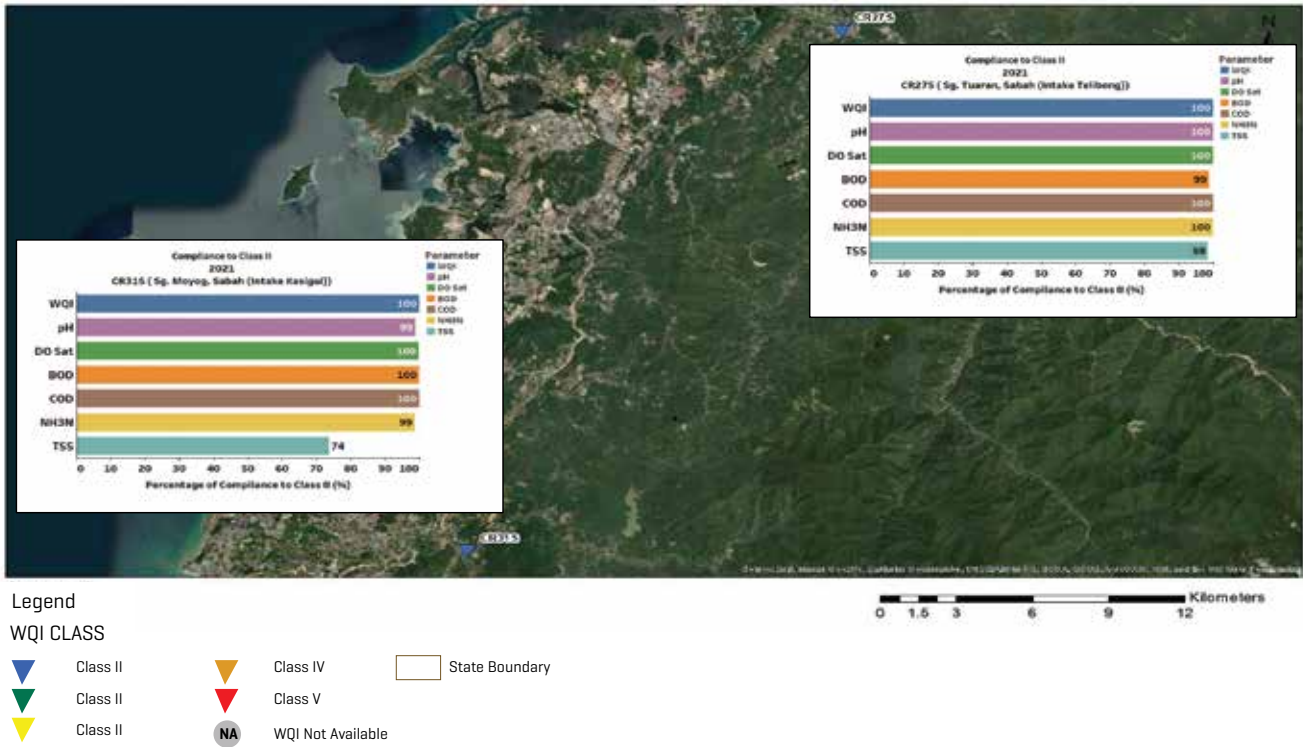 CR27S
N
Compliance to Class II
2021
CR275 ( Sg. Tuaran, Sabah (Intake Telibong))
Parameter
WQI
pH
DO Sat
BOD
COD
NH3N
TSS
WQI 100
pH 100
DO Sat 100
BOD 99
COD 100
NH3N 100
TSS
0 10 20 30 40 50 60 70 80 90 100
Percentage of Compliance to Class II (%)
Compliance to Class II
2021
CR315 ( Sg. Moyog, Sabah (Intake Kasigui))
Parameter
WQI
pH
DO Sat
BOD
COD
NH3N
TSS
WQI 100
pH 99
DO Sat 100
BOD 100
COD 100
NH3N 99
TSS 74
0 10 20 30 40 50 60 70 80 90 100
Percentage of Compliance to Class II (%)
CR31S
Legend
WQI CLASS
Class II
Class II
Class II
Class IV
Class V
NA WQI Not Available
State Boundary
Kilometers
0 1.5 3 6 9 12